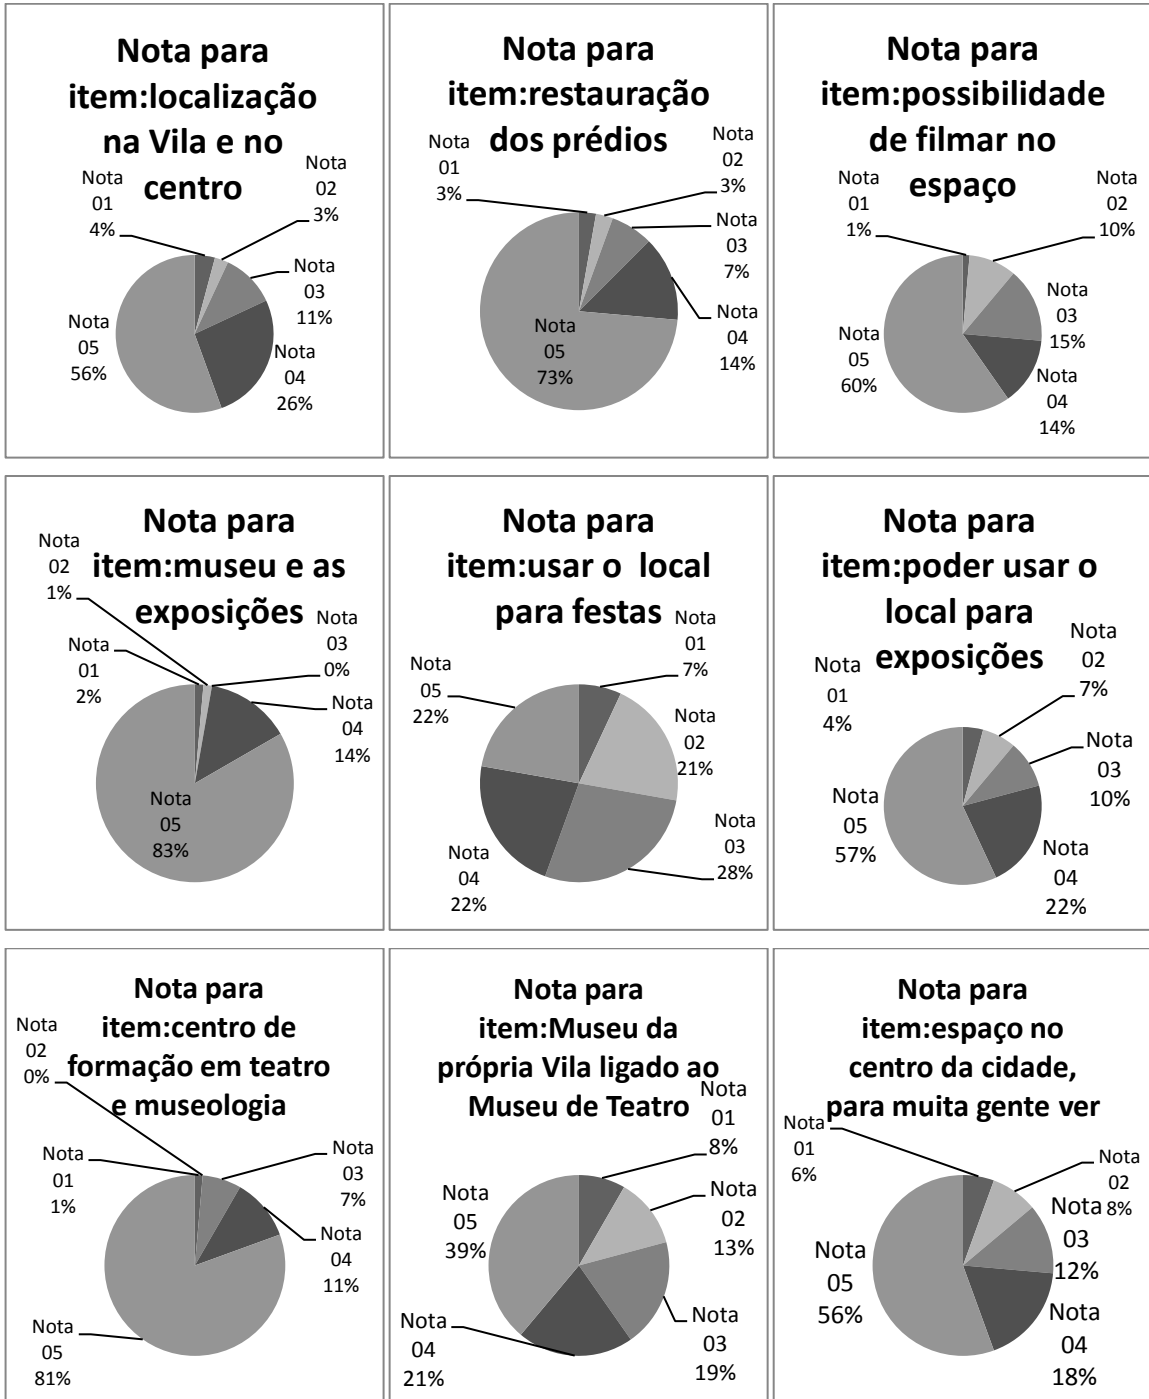 Nota para
item:localização
na Vila e no
centro
Nota
01
4%
Nota
02
3%
Nota
03
11%
Nota
04
26%
Nota
05
56%
Nota para
item:restauração
dos prédios
Nota
01
3%
Nota
02
3%
Nota
03
7%
Nota
04
14%
Nota
05
73%
Nota para
item:possibilidade
de filmar no
espaço
Nota
01
1%
Nota
02
10%
Nota
03
15%
Nota
04
14%
Nota
05
60%
Nota para
item:museu e as
exposições
Nota
01
2%
Nota
02
1%
Nota
03
0%
Nota
04
14%
Nota
05
83%
Nota para
item:usar o  local
para festas
Nota
01
7%
Nota
02
21%
Nota
03
28%
Nota
04
22%
Nota
05
22%
Nota para
item:poder usar o
local para
exposições
Nota
01
4%
Nota
02
7%
Nota
03
10%
Nota
04
22%
Nota
05
57%
Nota para
item:centro de
formação em teatro
e museologia
Nota
01
1%
Nota
02
0%
Nota
03
7%
Nota
04
11%
Nota
05
81%
Nota para
item:Museu da
própria Vila ligado ao
Museu de Teatro
Nota
01
8%
Nota
02
13%
Nota
03
19%
Nota
04
21%
Nota
05
39%
Nota para
item:espaço no
centro da cidade,
para muita gente ver
Nota
01
6%
Nota
02
8%
Nota
03
12%
Nota
04
18%
Nota
05
56%